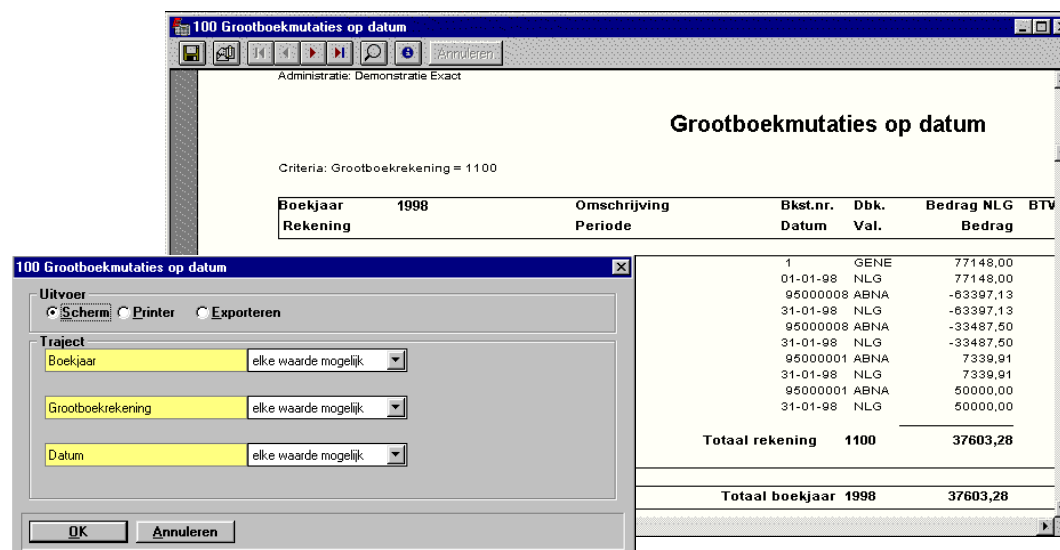 100 Grootboekmutaties op datum
Annuleren
Administratie: Demonstratie Exact
Grootboekmutaties op datum
Criteria: Grootboekrekening = 1100
Boekjaar 1998 Omschrijving Bkst.nr. Dbk. Bedrag NLG BTW
Rekening Periode Datum Val. Bedrag
1 GENE 77148,00
01-01-98 NLG 77148,00
95000008 ABNA -63397,13
31-01-98 NLG -63397,13
95000008 ABNA -33487,50
31-01-98 NLG -33487,50
95000001 ABNA 7339,91
31-01-98 NLG 7339,91
95000001 ABNA 50000,00
31-01-98 NLG 50000,00
Totaal rekening 1100 37603,28
Totaal boekjaar 1998 37603,28
100 Grootboekmutaties op datum
Uitvoer
Scherm Printer Exporteren
Traject
Boekjaar elke waarde mogelijk
Grootboekrekening elke waarde mogelijk
Datum elke waarde mogelijk
OK Annuleren